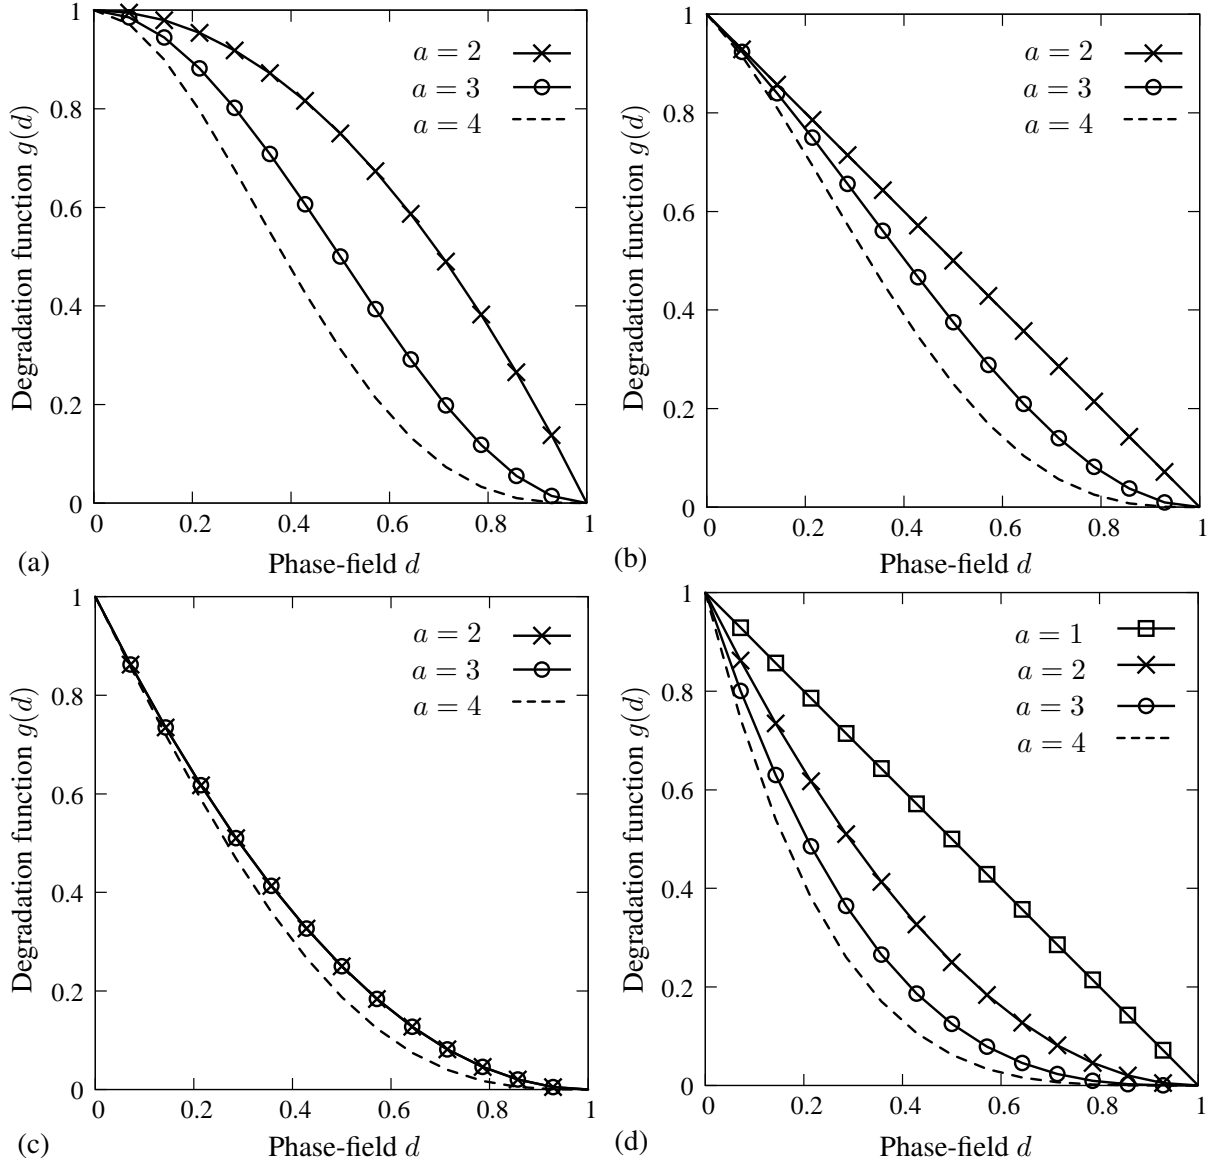 1
0.8
0.6
0.4
0.2
0
0
0.2
0.4
0.6
0.8
1
Degradation function g(d)
Phase-field d
a = 2
a = 3
a = 4
(a)
1
0.8
0.6
0.4
0.2
0
0
0.2
0.4
0.6
0.8
1
Degradation function g(d)
Phase-field d
a = 2
a = 3
a = 4
(b)
1
0.8
0.6
0.4
0.2
0
0
0.2
0.4
0.6
0.8
1
Degradation function g(d)
Phase-field d
a = 2
a = 3
a = 4
(c)
1
0.8
0.6
0.4
0.2
0
0
0.2
0.4
0.6
0.8
1
Degradation function g(d)
Phase-field d
a = 1
a = 2
a = 3
a = 4
(d)